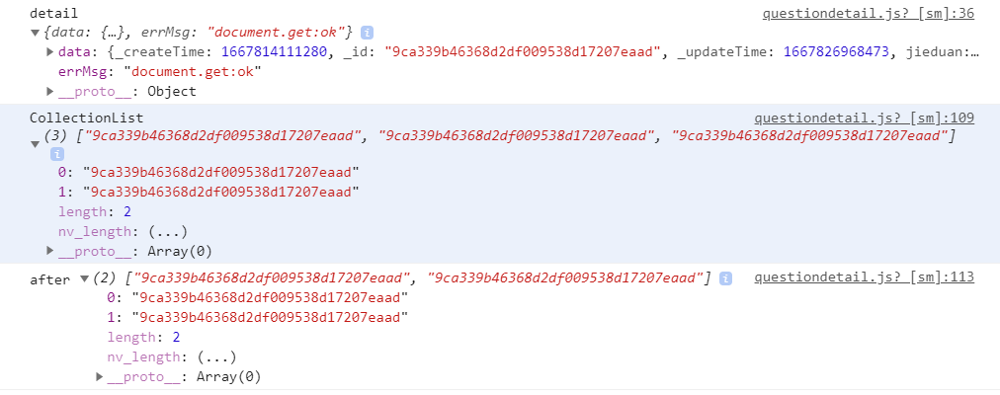 detail questiondetail.js? [sm]:36
▼{data: {…}, errMsg: "document.get:ok"} i
▶data: {_createTime: 1667814111280, _id: "9ca339b46368d2df009538d17207eaad", _updateTime: 1667826968473, jieduan:…
errMsg: "document.get:ok"
▶__proto__: Object
CollectionList questiondetail.js? [sm]:109
▼(3) ["9ca339b46368d2df009538d17207eaad", "9ca339b46368d2df009538d17207eaad", "9ca339b46368d2df009538d17207eaad"]
i
0: "9ca339b46368d2df009538d17207eaad"
1: "9ca339b46368d2df009538d17207eaad"
length: 2
nv_length: (...)
▶__proto__: Array(0)
after ▼(2) ["9ca339b46368d2df009538d17207eaad", "9ca339b46368d2df009538d17207eaad"] i questiondetail.js? [sm]:113
0: "9ca339b46368d2df009538d17207eaad"
1: "9ca339b46368d2df009538d17207eaad"
length: 2
nv_length: (...)
▶__proto__: Array(0)